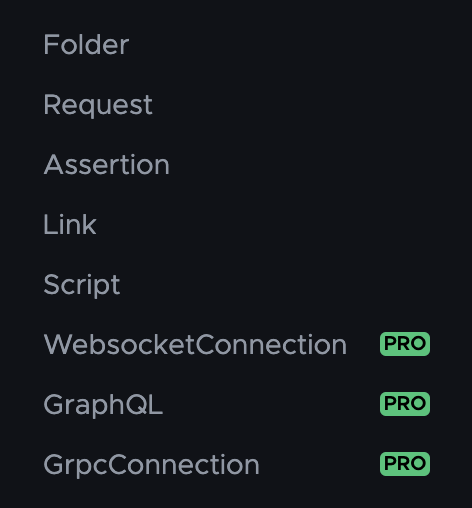 Folder
Request
Assertion
Link
Script
WebsocketConnection PRO
GraphQL PRO
GrpcConnection PRO